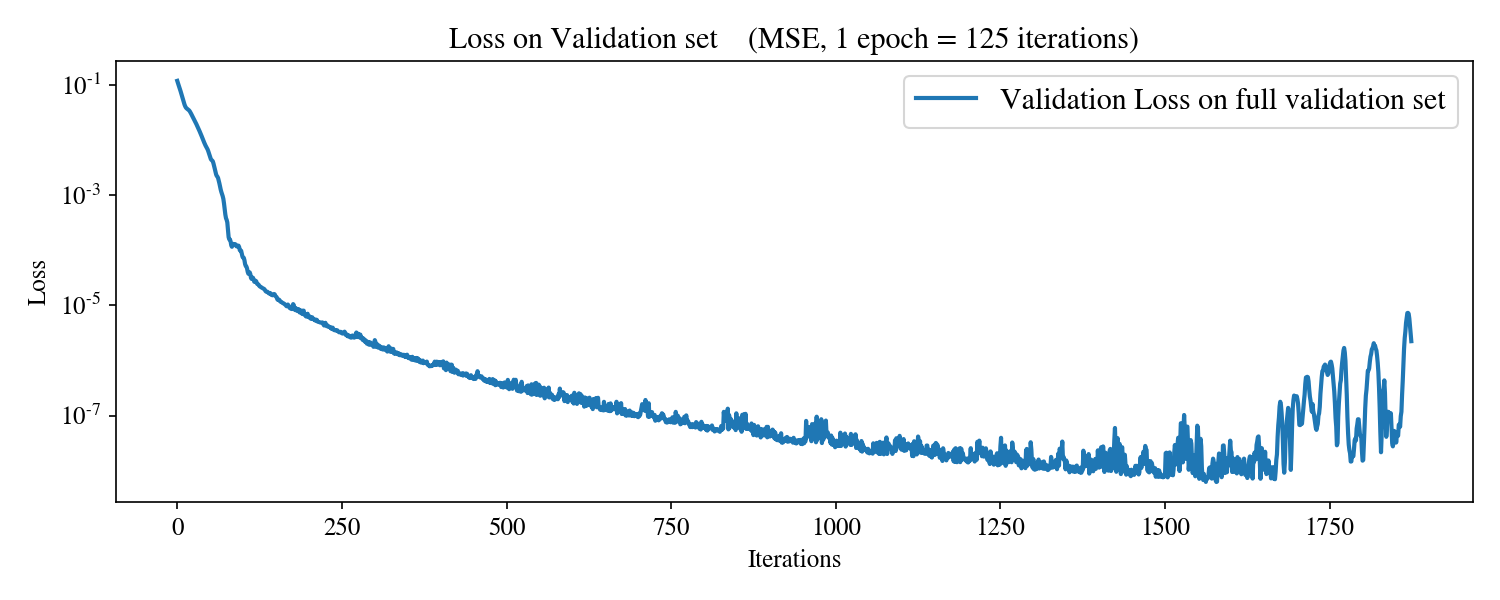 Loss on Validation set (MSE, 1 epoch = 125 iterations)
Validation Loss on full validation set
Loss
10⁻¹
10⁻³
10⁻⁵
10⁻⁷
0 250 500 750 1000 1250 1500 1750
Iterations